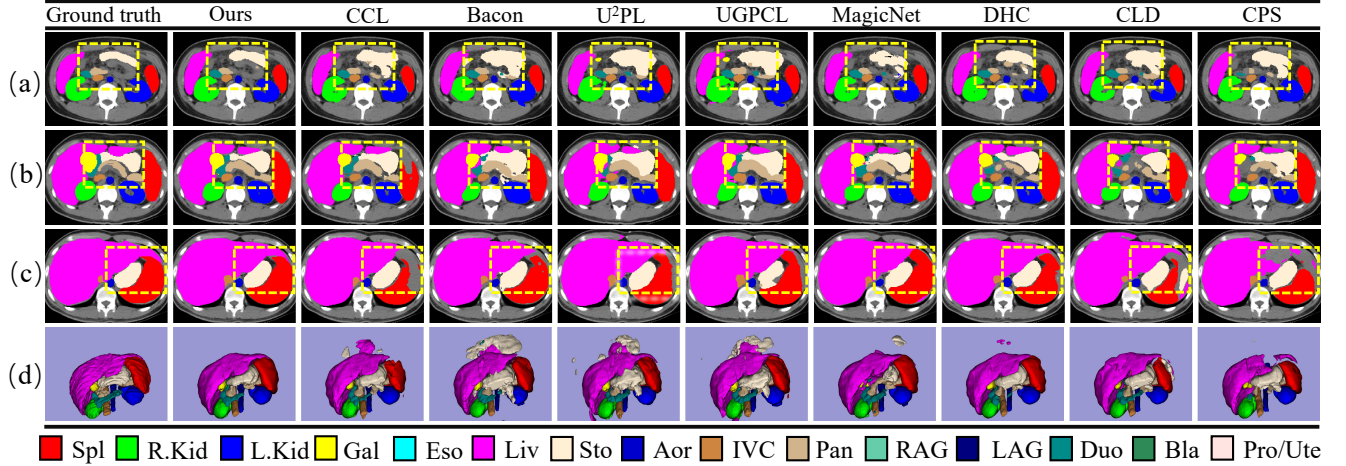 Ground truth Ours CCL Bacon U²PL UGPCL MagicNet DHC CLD CPS
(a)
(b)
(c)
(d)
Spl R.Kid L.Kid Gal Eso Liv Sto Aor IVC Pan RAG LAG Duo Bla Pro/Ute